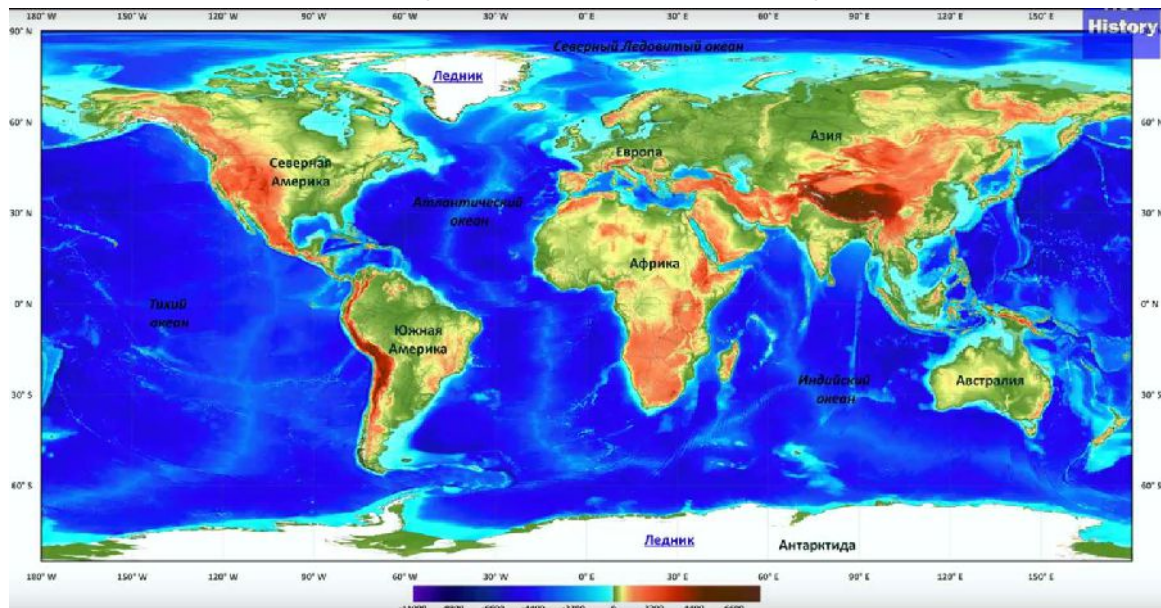 180° W 150° W 120° W 90° W 60° W 30° W 0° E 30° E 60° E 90° E 120° E 150° E
History
90° N
Северный Ледовитый океан
Ледник
60° N 60° N
Азия
Европа
Северная
Америка
Атлантический
океан
30° N 30° N
Африка
Тихий
океан
0° N 0° N
Южная
Америка
Индийский
океан
Австралия
30° S 30° S
60° S 60° S
Ледник
Антарктида
180° W 150° W 120° W 90° W 60° W 30° W 0° E 30° E 60° E 90° E 120° E 150° E